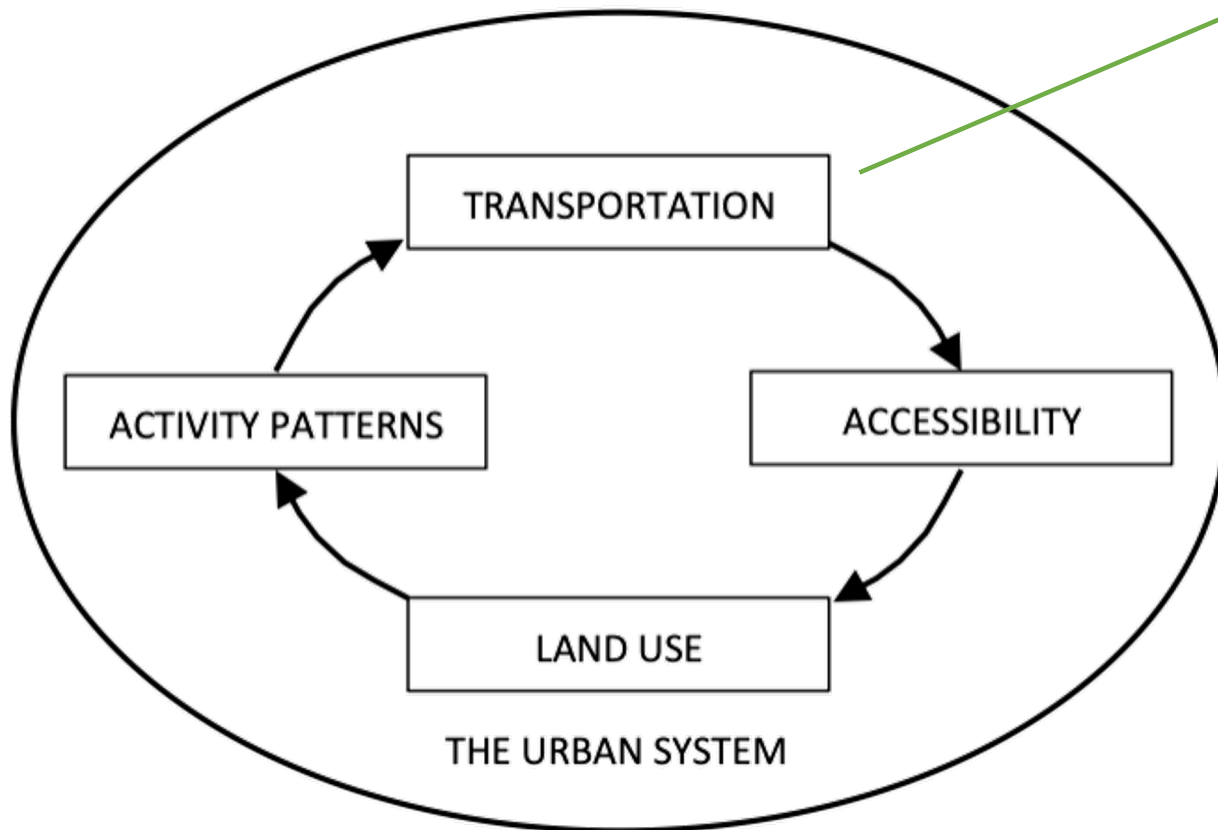 TRANSPORTATION
ACTIVITY PATTERNS
ACCESSIBILITY
LAND USE
THE URBAN SYSTEM